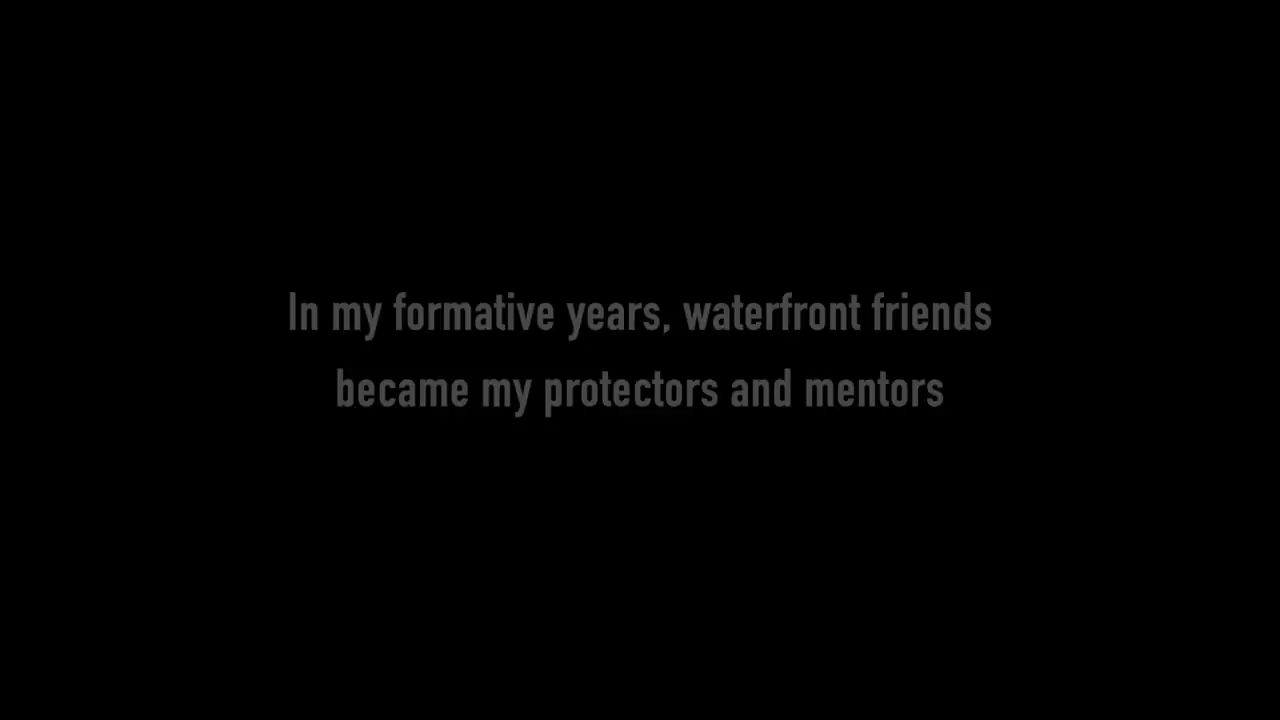 In my formative years, waterfront friends
became my protectors and mentors